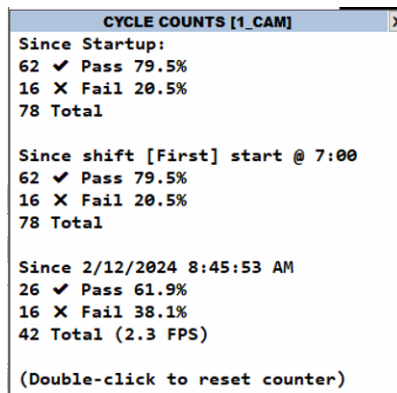 CYCLE COUNTS [1_CAM]
Since Startup:
62 ✔ Pass 79.5%
16 ✕ Fail 20.5%
78 Total
Since shift [First] start @ 7:00
62 ✔ Pass 79.5%
16 ✕ Fail 20.5%
78 Total
Since 2/12/2024 8:45:53 AM
26 ✔ Pass 61.9%
16 ✕ Fail 38.1%
42 Total (2.3 FPS)
(Double-click to reset counter)